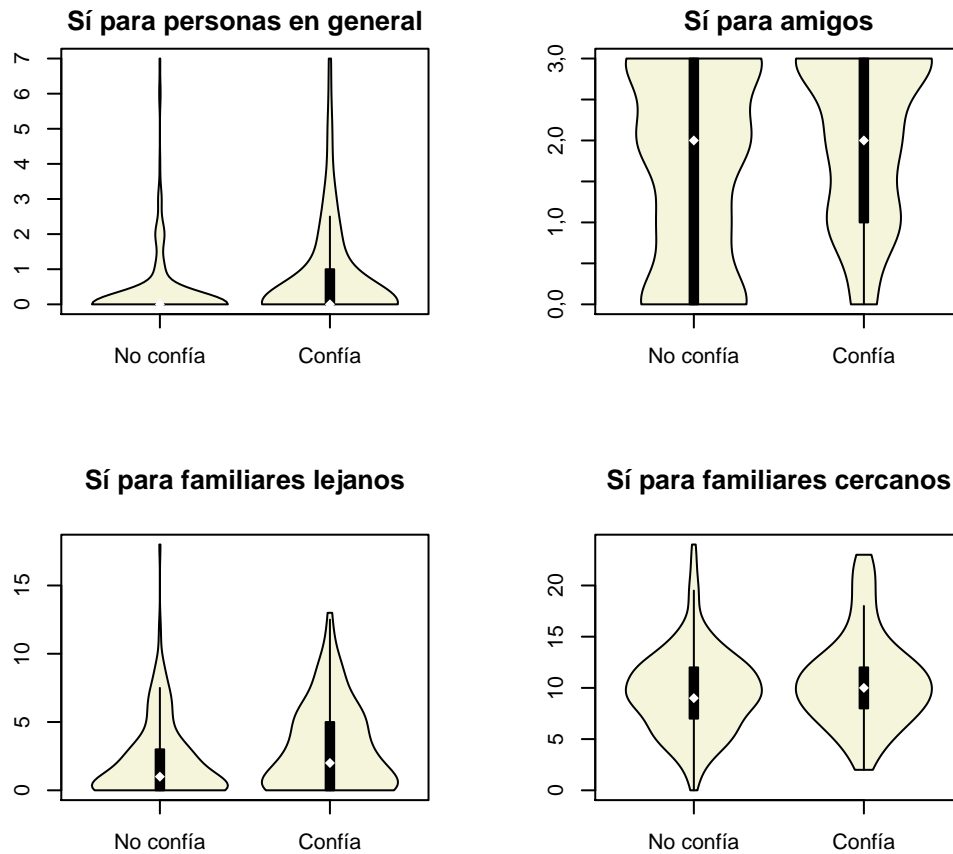 Sí para personas en general
7
6
5
4
3
2
1
0
No confía Confía
Sí para amigos
3,0
2,0
1,0
0,0
No confía Confía
Sí para familiares lejanos
15
10
5
0
No confía Confía
Sí para familiares cercanos
20
15
10
5
0
No confía Confía